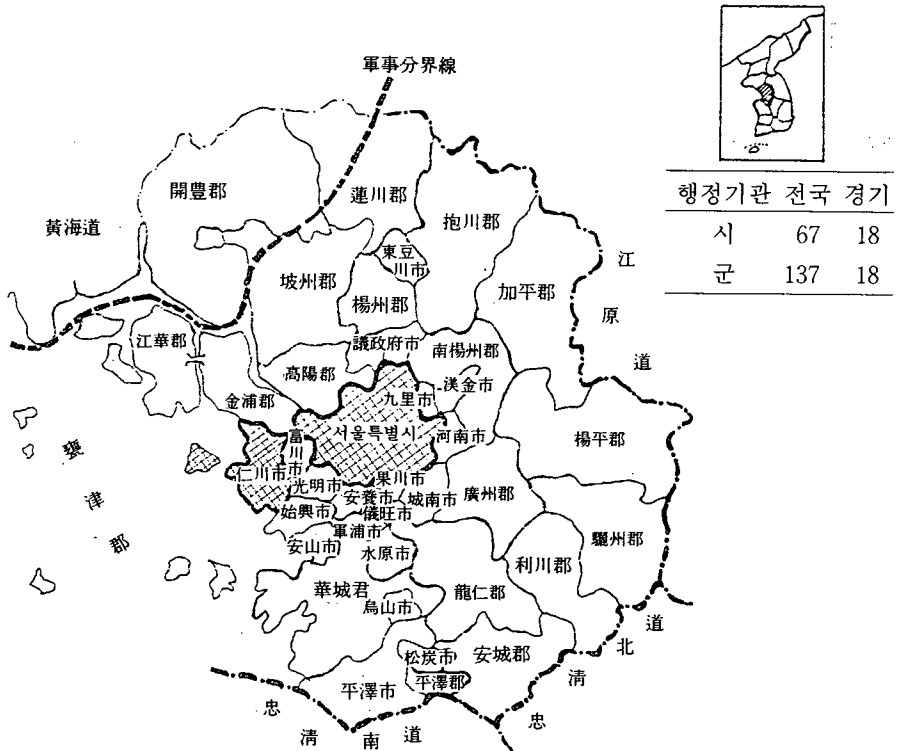 軍事分界線
행정기관 전국 경기
시 67 18
군 137 18
開豊郡
蓮川郡
抱川郡
黃海道
東豆
川市
坡州郡
楊州郡
加平郡
江原道
江華郡
議政府市
南楊州郡
高陽郡
渼金市
金浦郡
九里市
서울특별시
河南市
楊平郡
富川市
仁川市
光明市
果川市
安養市
城南市
廣州郡
甕津郡
始興市
儀旺市
軍浦市
安山市
水原市
驪州郡
利川郡
華城君
龍仁郡
烏山市
松炭市
安城郡
平澤市
平澤郡
忠淸北道
忠淸南道